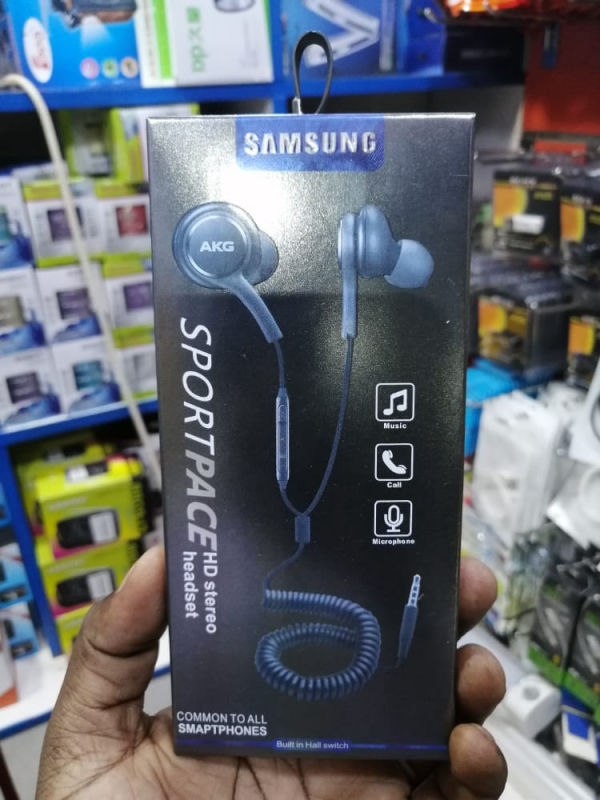 SAMSUNG
AKG
SPORTPACE HD stereo
headset
Music
Call
Microphone
COMMON TO ALL
SMAPTPHONES
Built in Hall switch